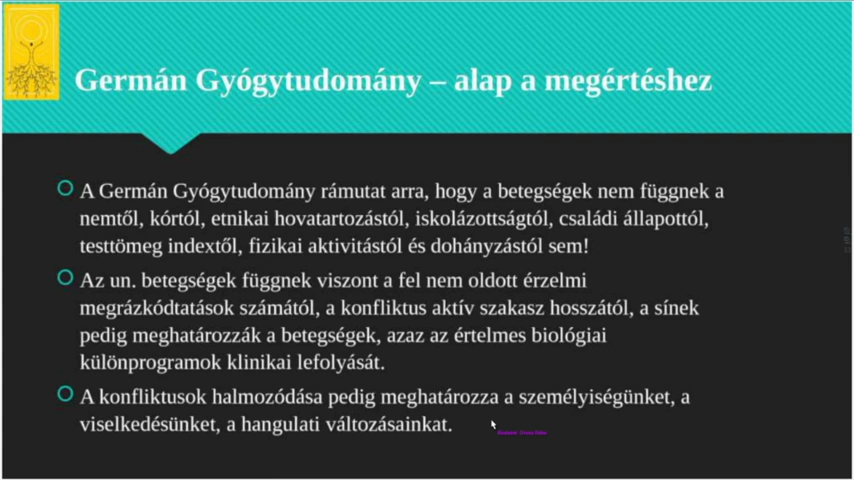 Germán Gyógytudomány – alap a megértéshez
A Germán Gyógytudomány rámutat arra, hogy a betegségek nem függnek a
nemtől, kórtól, etnikai hovatartozástól, iskolázottságtól, családi állapottól,
testtömeg indextől, fizikai aktivitástól és dohányzástól sem!
Az un. betegségek függnek viszont a fel nem oldott érzelmi
megrázkódtatások számától, a konfliktus aktív szakasz hosszától, a sínek
pedig meghatározzák a betegségek, azaz az értelmes biológiai
különprogramok klinikai lefolyását.
A konfliktusok halmozódása pedig meghatározza a személyiségünket, a
viselkedésünket, a hangulati változásainkat.